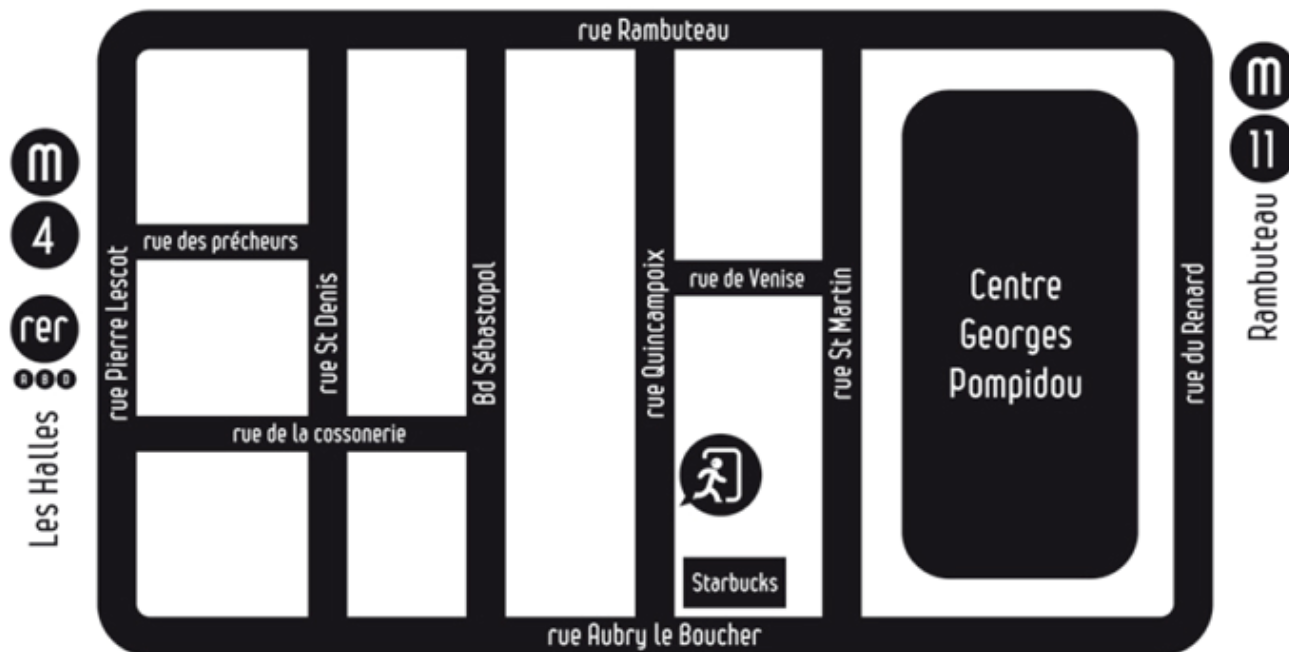 rue Rambuteau
m
11
Rambuteau
m
4
rer
A B D
Les Halles
rue Pierre Lescot
rue des précheurs
rue St Denis
Bd Sébastopol
rue Quincampoix
rue de Venise
rue St Martin
Centre
Georges
Pompidou
rue du Renard
rue de la cossonerie
Starbucks
rue Aubry le Boucher